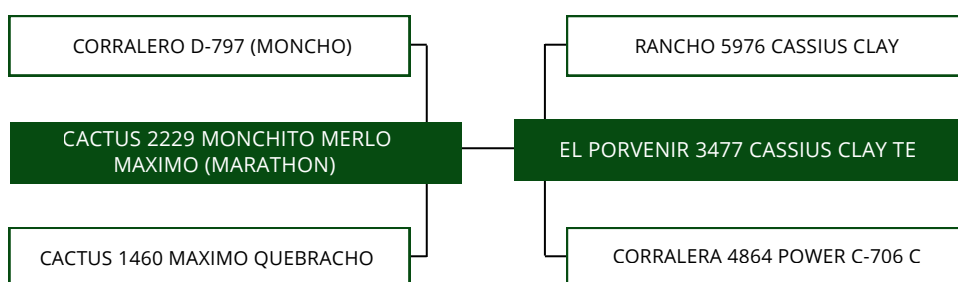 CORRALERO D-797 (MONCHO)
RANCHO 5976 CASSIUS CLAY
CACTUS 2229 MONCHITO MERLO
MAXIMO (MARATHON)
EL PORVENIR 3477 CASSIUS CLAY TE
CACTUS 1460 MAXIMO QUEBRACHO
CORRALERA 4864 POWER C-706 C